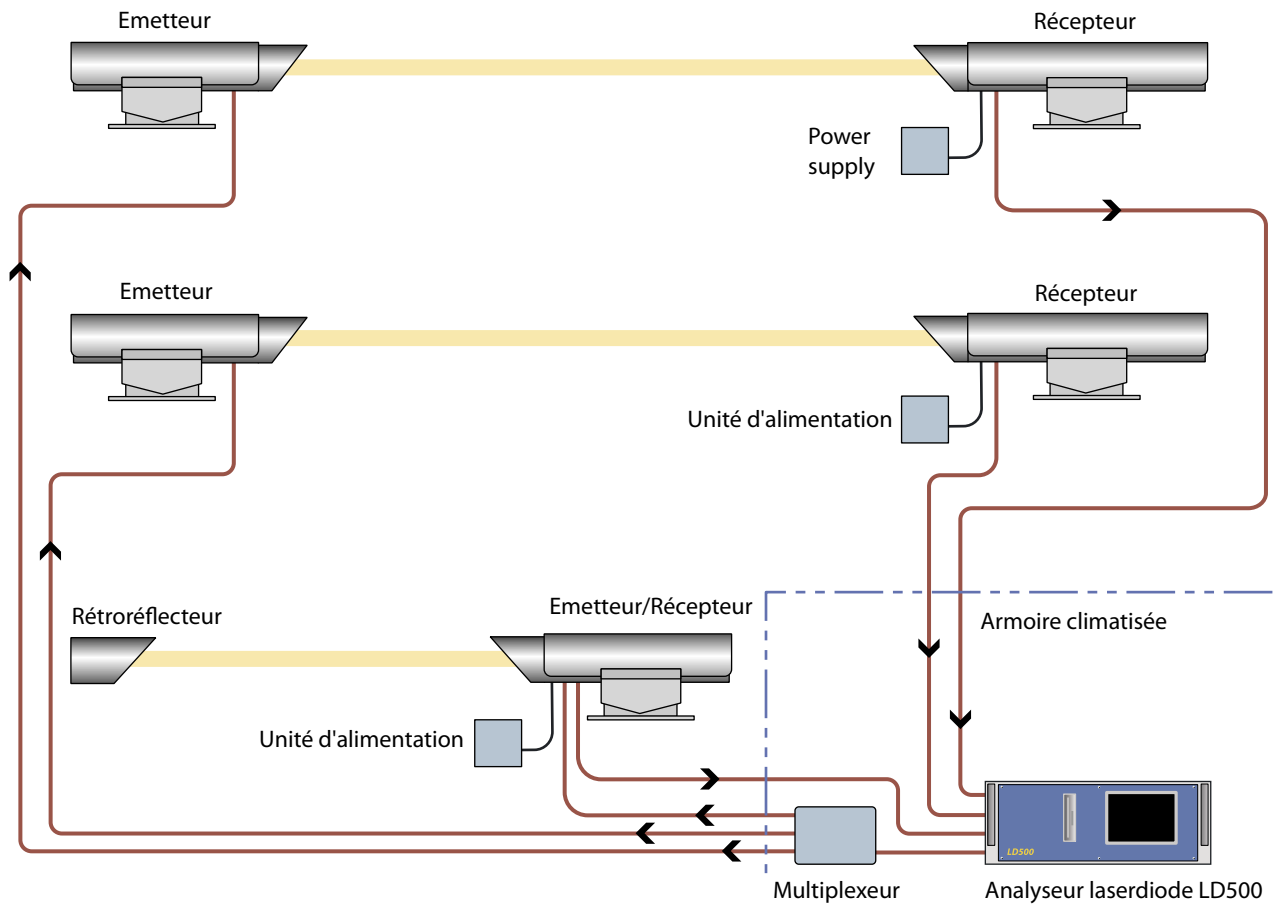 Emetteur
Récepteur
Power
supply
Emetteur
Récepteur
Unité d'alimentation
Rétroréflecteur
Emetteur/Récepteur
Armoire climatisée
Unité d'alimentation
LD500
Multiplexeur
Analyseur laserdiode LD500